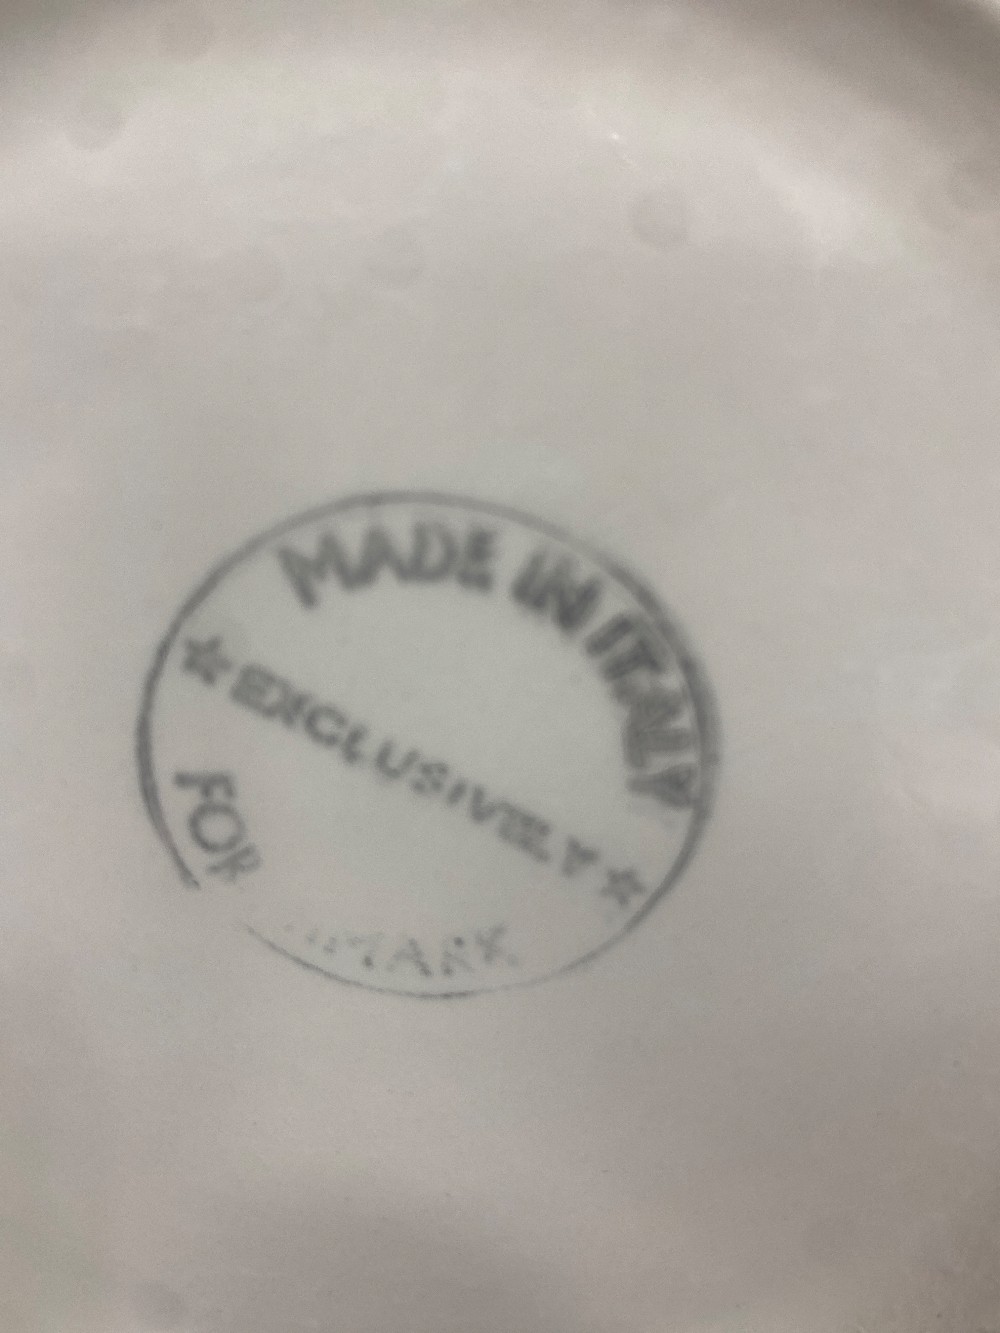 MADE IN ITALY
☆ EXCLUSIVELY ☆
FOR